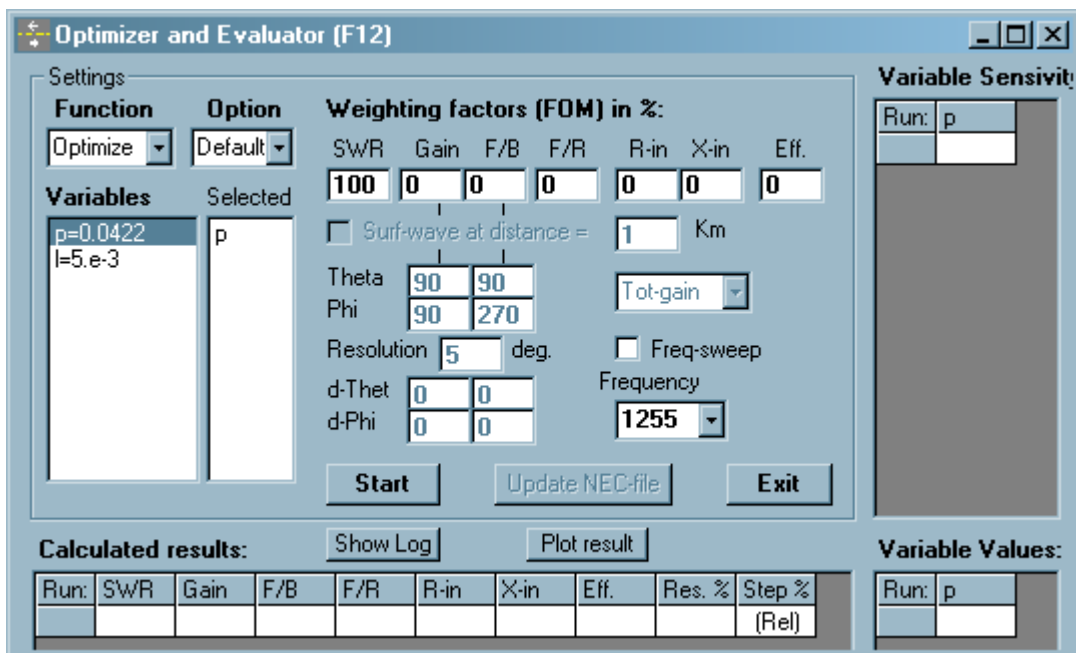 Optimizer and Evaluator (F12)
Settings
Function Option Weighting factors (FOM) in %:
Optimize Default
SWR Gain F/B F/R R-in X-in Eff.
100 0 0 0 0 0 0
Variables Selected
p=0.0422 p
l=5.e-3
Surf-wave at distance = 1 Km
Theta 90 90
Tot-gain
Phi 90 270
Resolution 5 deg. Freq-sweep
d-Thet 0 0 Frequency
d-Phi 0 0 1255
Start Update NEC-file Exit
Variable Sensivity
Run: p
Show Log Plot result
Calculated results:
Run: SWR Gain F/B F/R R-in X-in Eff. Res. % Step %
(Rel)
Variable Values:
Run: p